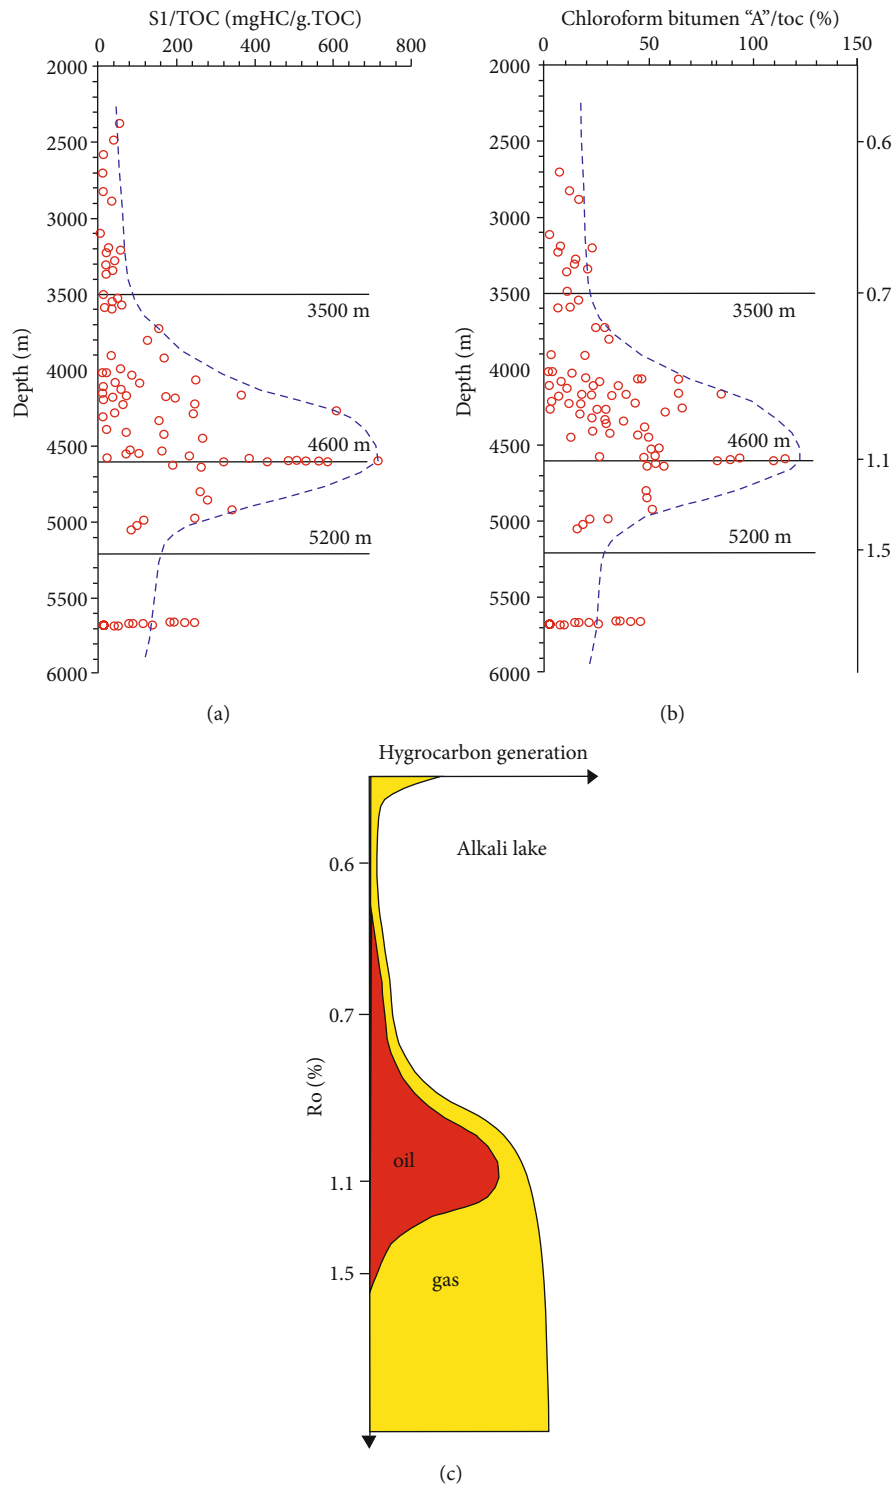 S1/TOC (mgHC/g.TOC)
0 200 400 600 800
2000
2500
3000
3500
4000
4500
5000
5500
6000
Depth (m)
3500 m
4600 m
5200 m
(a)
Chloroform bitumen “A”/toc (%)
0 50 100 150
2000
2500
3000
3500
4000
4500
5000
5500
6000
Depth (m)
3500 m
4600 m
5200 m
0.6
0.7
1.1
1.5
(b)
Hygrocarbon generation
Alkali lake
0.6
0.7
1.1
1.5
Ro (%)
oil
gas
(c)